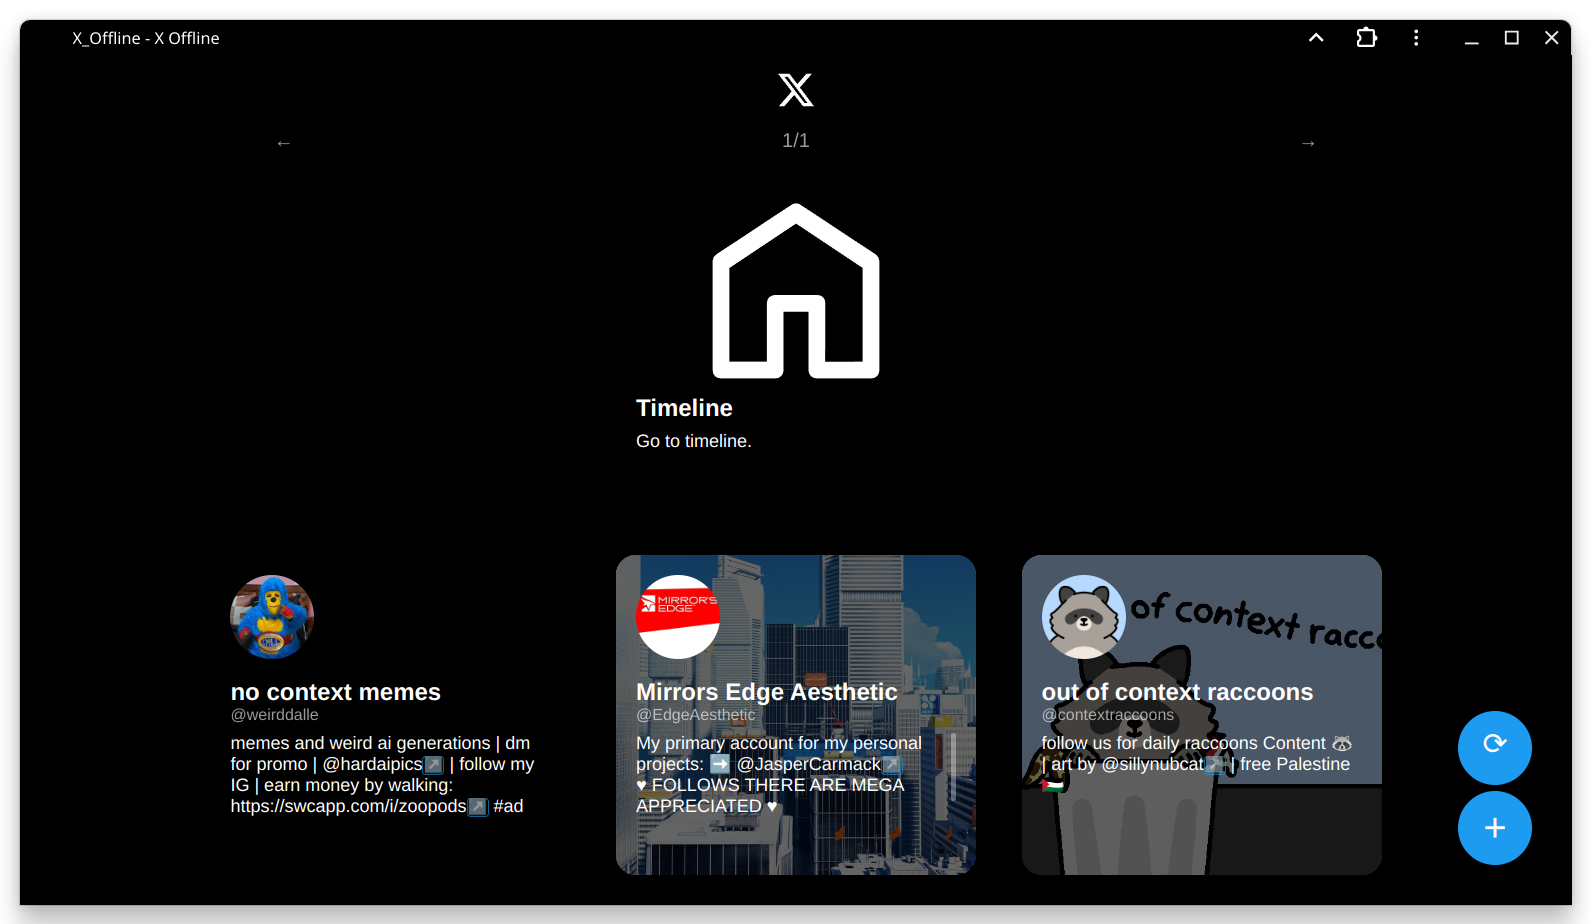 X_Offline - X Offline
←
1/1
→
Timeline
Go to timeline.
no context memes
@weirddalle
memes and weird ai generations | dm
for promo | @hardaipics↗️ | follow my
IG | earn money by walking:
https://swcapp.com/i/zoopods↗️ #ad
MIRROR'S
EDGE
Mirrors Edge Aesthetic
@EdgeAesthetic
My primary account for my personal
projects: ➡️ @JasperCarmack↗️
♥ FOLLOWS THERE ARE MEGA
APPRECIATED ♥
of context
out of context raccoons
@contextraccoons
follow us for daily raccoons Content 🦝
| art by @sillynubcat↗️ | free Palestine
🇵🇸